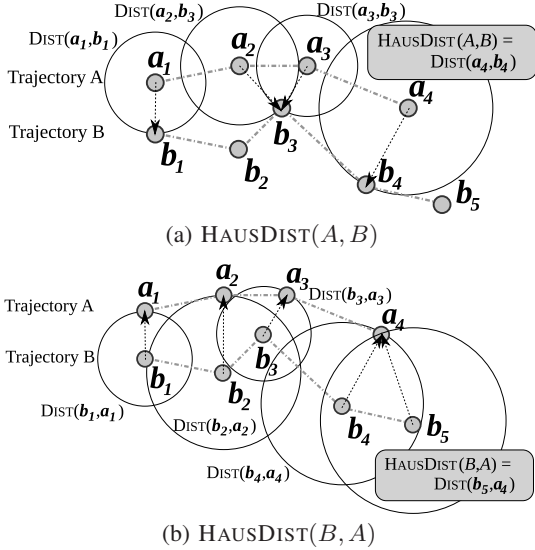 DIST(a2,b3)
DIST(a3,b3)
DIST(a1,b1)
a1
a2
a3
a4
HAUSDIST(A,B) =
DIST(a4,b4)
Trajectory A
Trajectory B
b1
b2
b3
b4
b5
(a) HAUSDIST(A, B)
a1
a2
a3
DIST(b3,a3)
a4
Trajectory A
Trajectory B
b1
b2
b3
b4
b5
DIST(b1,a1)
DIST(b2,a2)
DIST(b4,a4)
HAUSDIST(B,A) =
DIST(b5,a4)
(b) HAUSDIST(B, A)